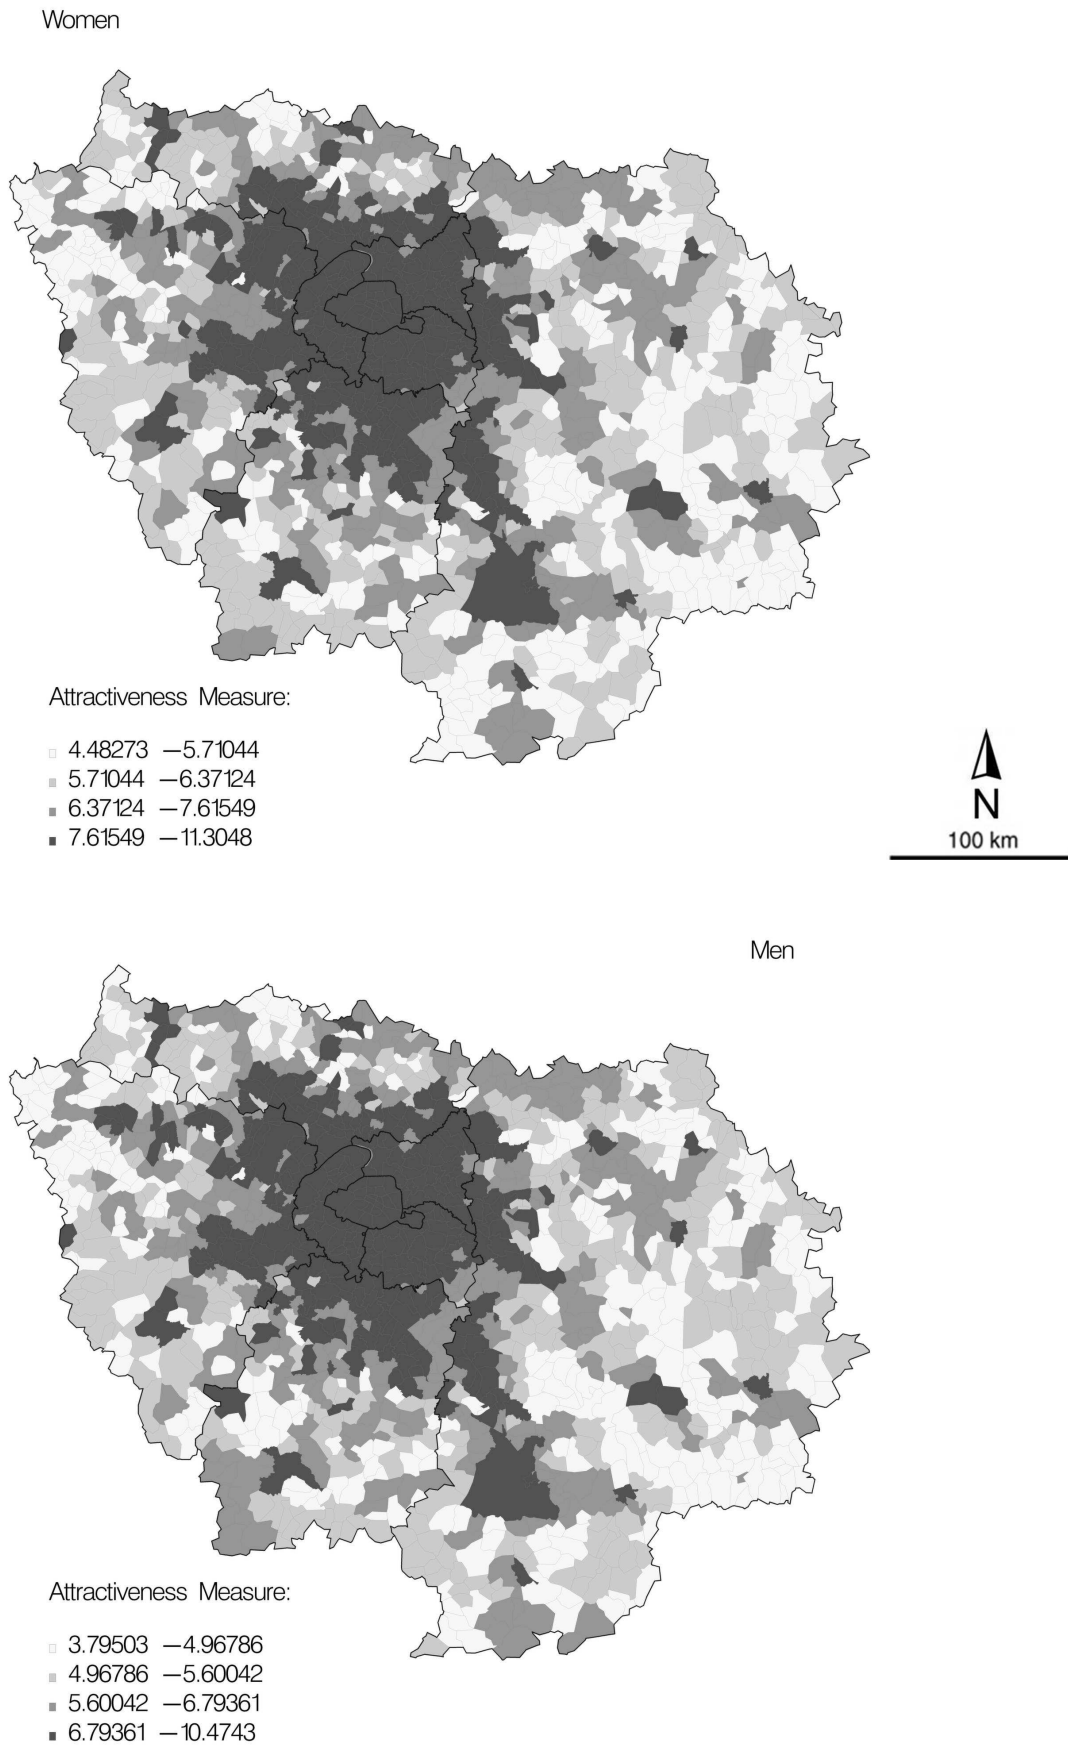 Women
Attractiveness Measure:
4.48273 —5.71044
5.71044 —6.37124
6.37124 —7.61549
7.61549 —11.3048
N
100 km
Men
Attractiveness Measure:
3.79503 —4.96786
4.96786 —5.60042
5.60042 —6.79361
6.79361 —10.4743